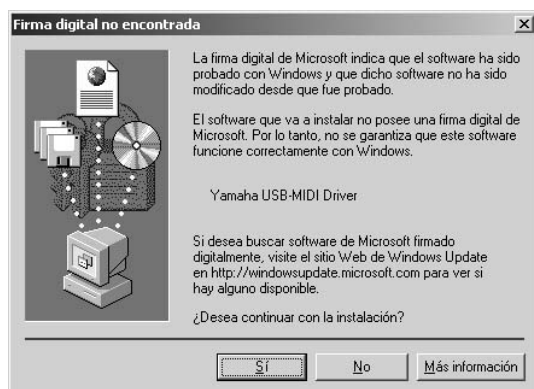 Firma digital no encontrada
La firma digital de Microsoft indica que el software ha sido
probado con Windows y que dicho software no ha sido
modificado desde que fue probado.
El software que va a instalar no posee una firma digital de
Microsoft. Por lo tanto, no se garantiza que este software
funcione correctamente con Windows.
Yamaha USB-MIDI Driver
Si desea buscar software de Microsoft firmado
digitalmente, visite el sitio Web de Windows Update
en http://windowsupdate.microsoft.com para ver si
hay alguno disponible.
¿Desea continuar con la instalación?
Sí No Más información